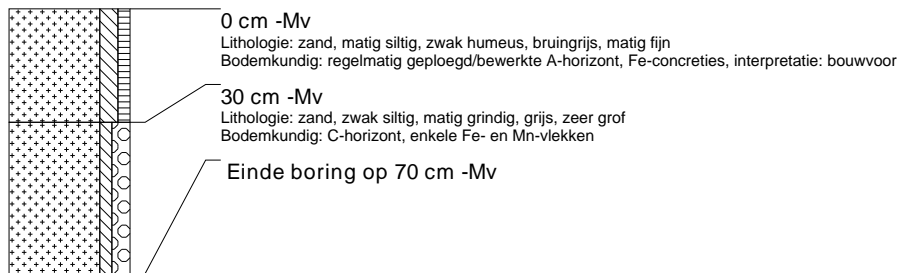 0 cm -Mv
Lithologie: zand, matig siltig, zwak humeus, bruingrijs, matig fijn
Bodemkundig: regelmatig geploegd/bewerkte A-horizont, Fe-concreties, interpretatie: bouwvoor
30 cm -Mv
Lithologie: zand, zwak siltig, matig grindig, grijs, zeer grof
Bodemkundig: C-horizont, enkele Fe- en Mn-vlekken
Einde boring op 70 cm -Mv